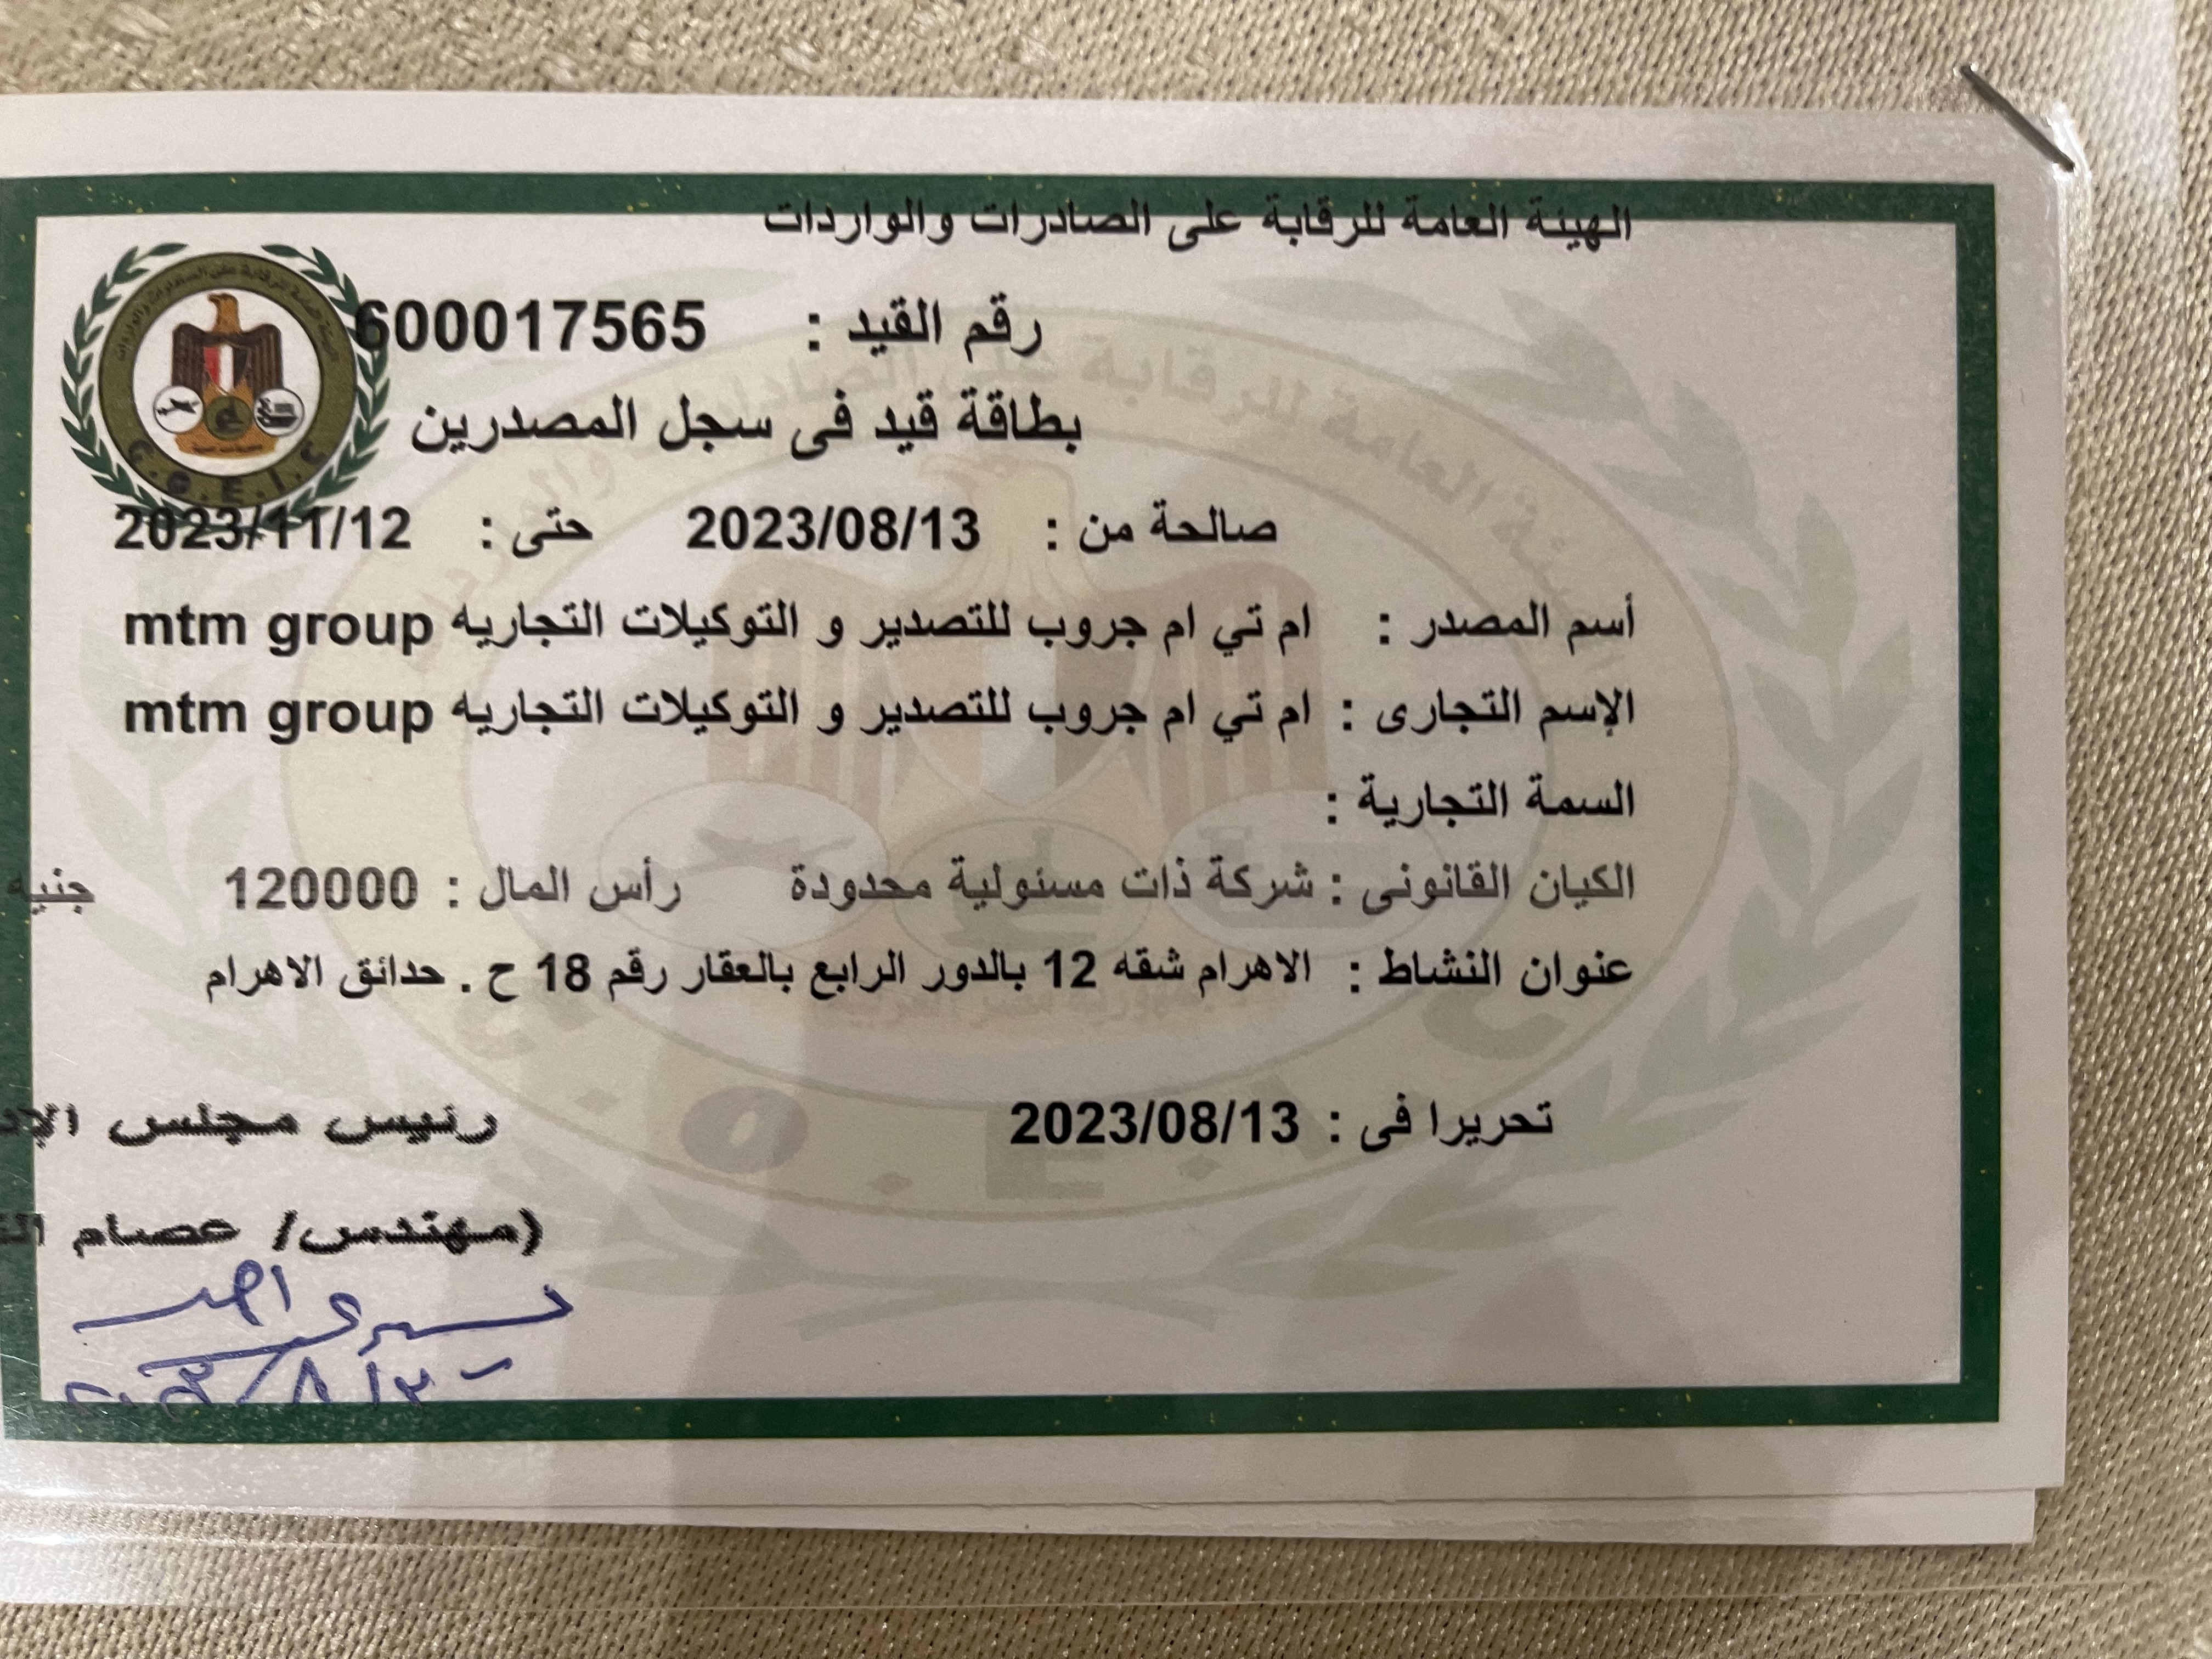 الهيئة العامة للرقابة على الصادرات والواردات
رقم القيد : 600017565
بطاقة قيد فى سجل المصدرين
صالحة من : 2023/08/13 حتى : 2023/11/12
أسم المصدر : ام تي ام جروب للتصدير و التوكيلات التجاريه mtm group
الإسم التجارى : ام تي ام جروب للتصدير و التوكيلات التجاريه mtm group
السمة التجارية :
الكيان القانونى : شركة ذات مسئولية محدودة رأس المال : 120000 جنيه
عنوان النشاط : الاهرام شقه 12 بالدور الرابع بالعقار رقم 18 ح . حدائق الاهرام
تحريرا فى : 2023/08/13
رئيس مجلس
(مهندس/ عصام